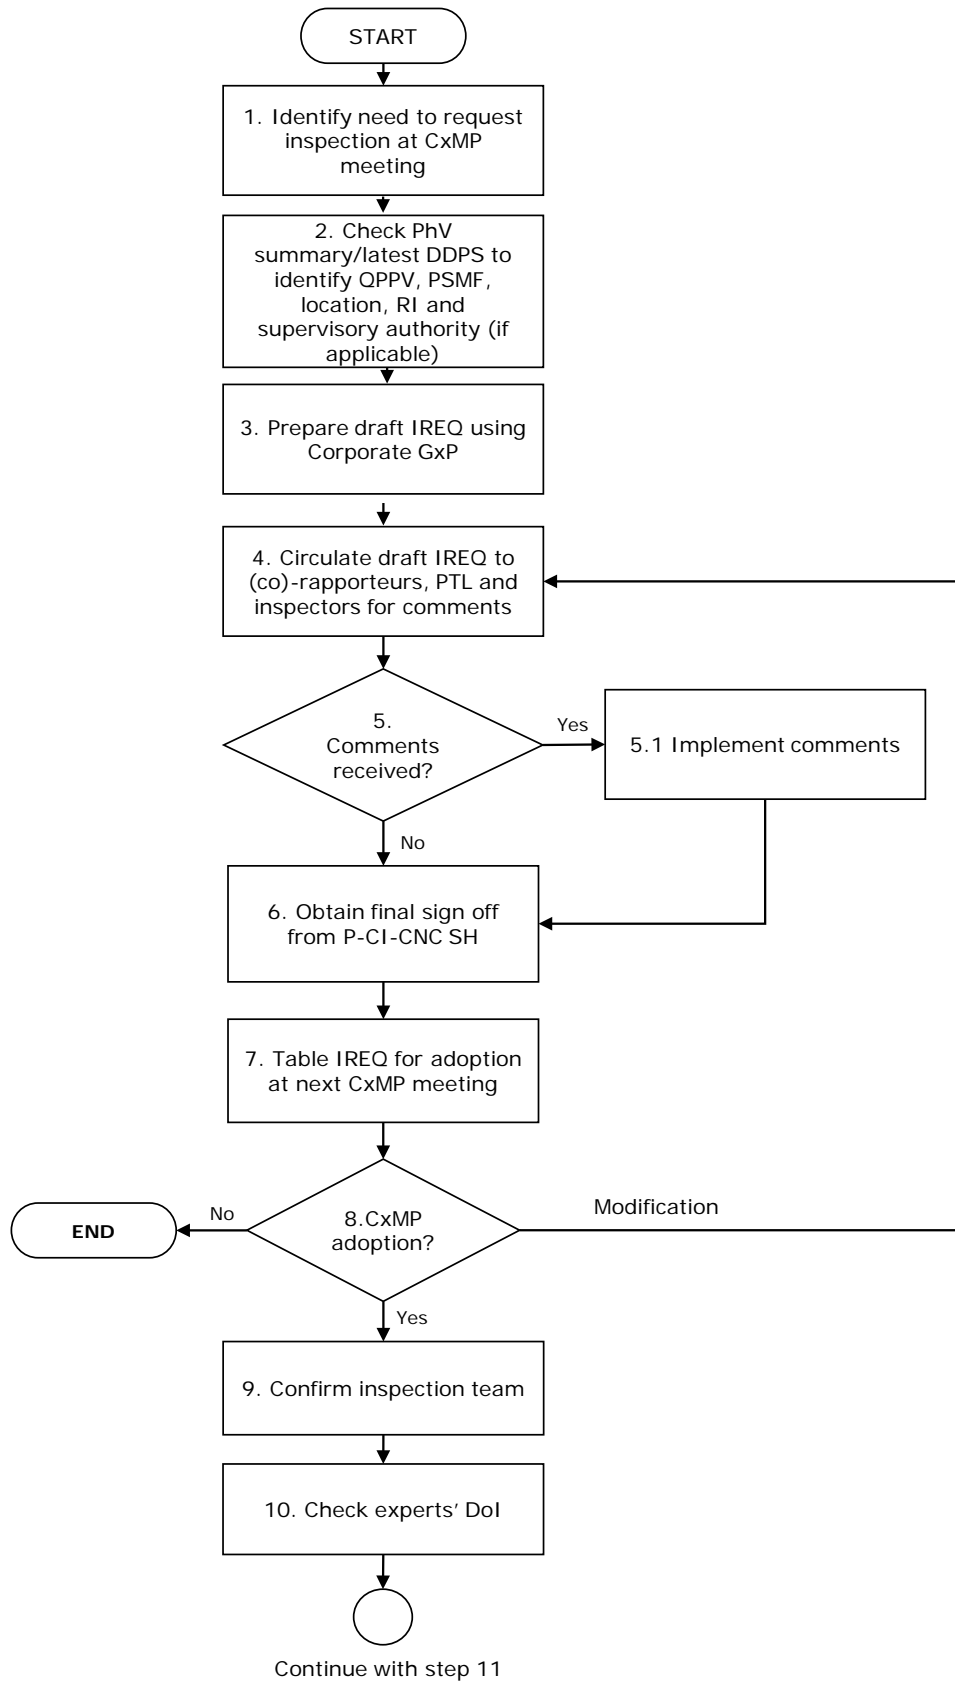 START
1. Identify need to request
inspection at CxMP
meeting
2. Check PhV
summary/latest DDPS to
identify QPPV, PSMF,
location, RI and
supervisory authority (if
applicable)
3. Prepare draft IREQ using
Corporate GxP
4. Circulate draft IREQ to
(co)-rapporteurs, PTL and
inspectors for comments
5.
Comments
received?
Yes
5.1 Implement comments
No
6. Obtain final sign off
from P-CI-CNC SH
7. Table IREQ for adoption
at next CxMP meeting
8.CxMP
adoption?
No
END
Modification
Yes
9. Confirm inspection team
10. Check experts’ DoI
Continue with step 11